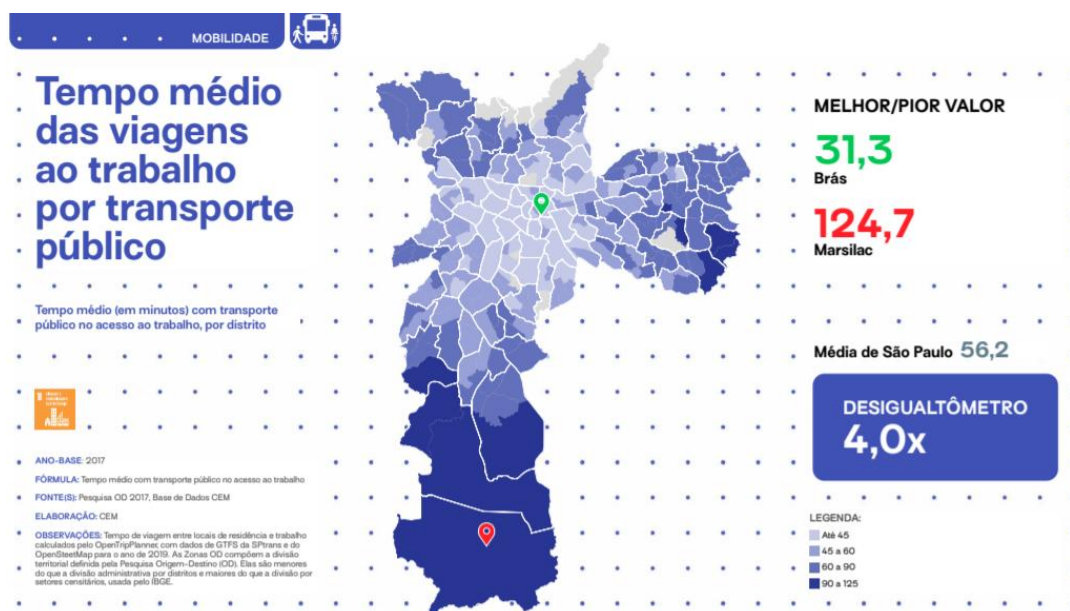 MOBILIDADE
Tempo médio
das viagens
ao trabalho
por transporte
público
Tempo médio (em minutos) com transporte
público no acesso ao trabalho, por distrito
ANO-BASE: 2017
FÓRMULA: Tempo médio com transporte público no acesso ao trabalho
FONTE(S): Pesquisa OD 2017, Base de Dados CEM
ELABORAÇÃO: CEM
OBSERVAÇÕES: Tempo de viagem entre locais de residência e trabalho
calculados pelo OpenTripPlanner, com dados de GTFS da SPtrans e do
OpenSteetMap para o ano de 2019. As Zonas OD compõem a divisão
territorial definida pela Pesquisa Origem-Destino (OD). Elas são menores
do que a divisão administrativa por distritos e maiores do que a divisão por
setores censitários, usada pelo IBGE.
MELHOR/PIOR VALOR
31,3
Brás
124,7
Marsilac
Média de São Paulo 56,2
DESIGUALTÔMETRO
4,0x
LEGENDA:
Até 45
45 a 60
60 a 90
90 a 125